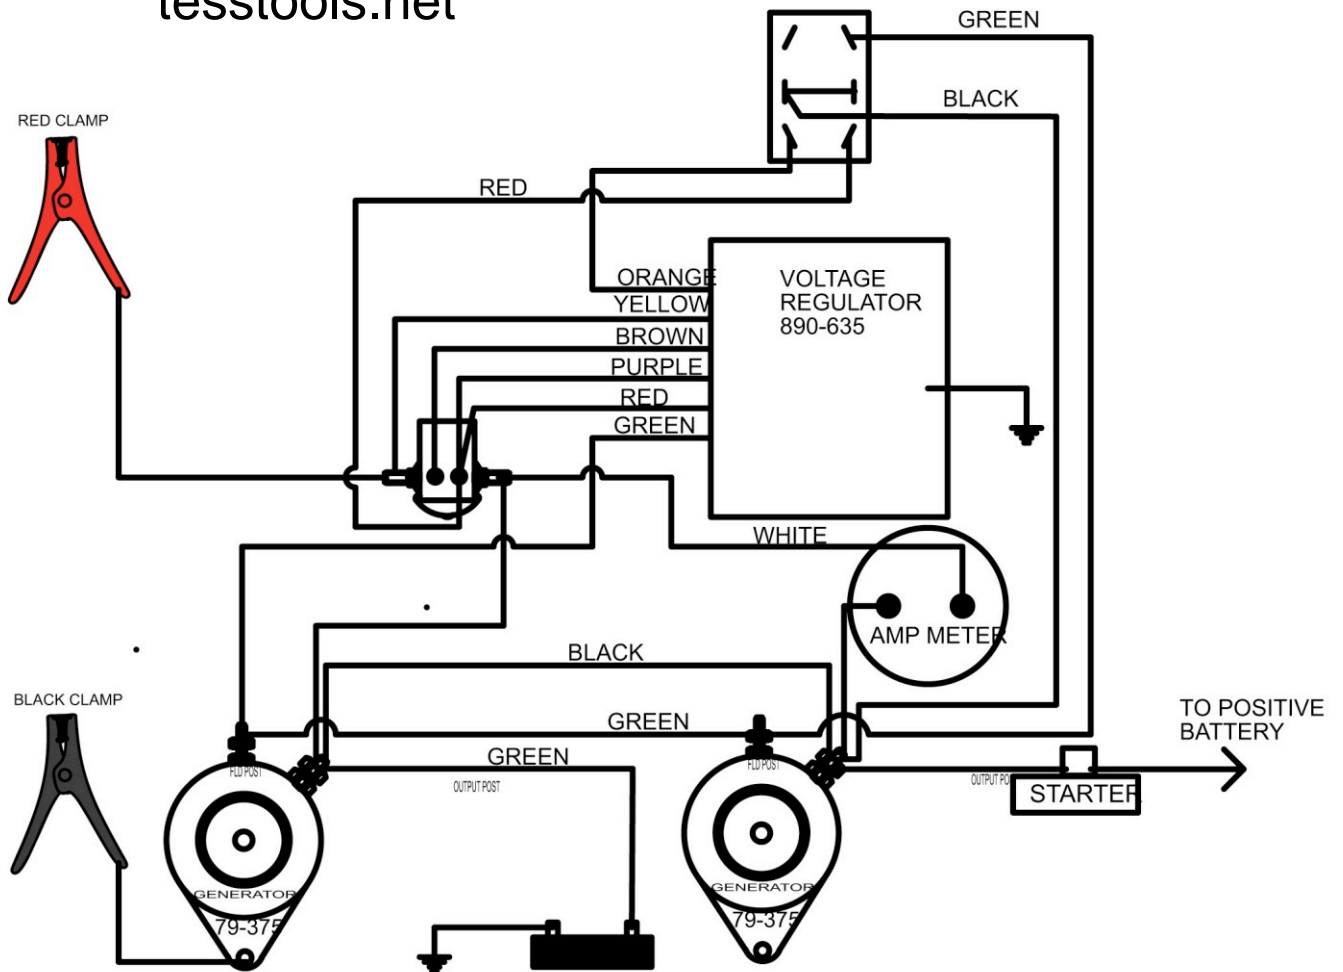 tesstools.net
GREEN
BLACK
RED CLAMP
RED
ORANGE
VOLTAGE
REGULATOR
890-635
YELLOW
BROWN
PURPLE
RED
GREEN
WHITE
AMP METER
BLACK
BLACK CLAMP
GREEN
TO POSITIVE
BATTERY
GREEN
FLD POST
OUTPUT POST
FLD POST
OUTPUT PO
STARTER
GENERATOR
79-375
GENERATOR
79-375